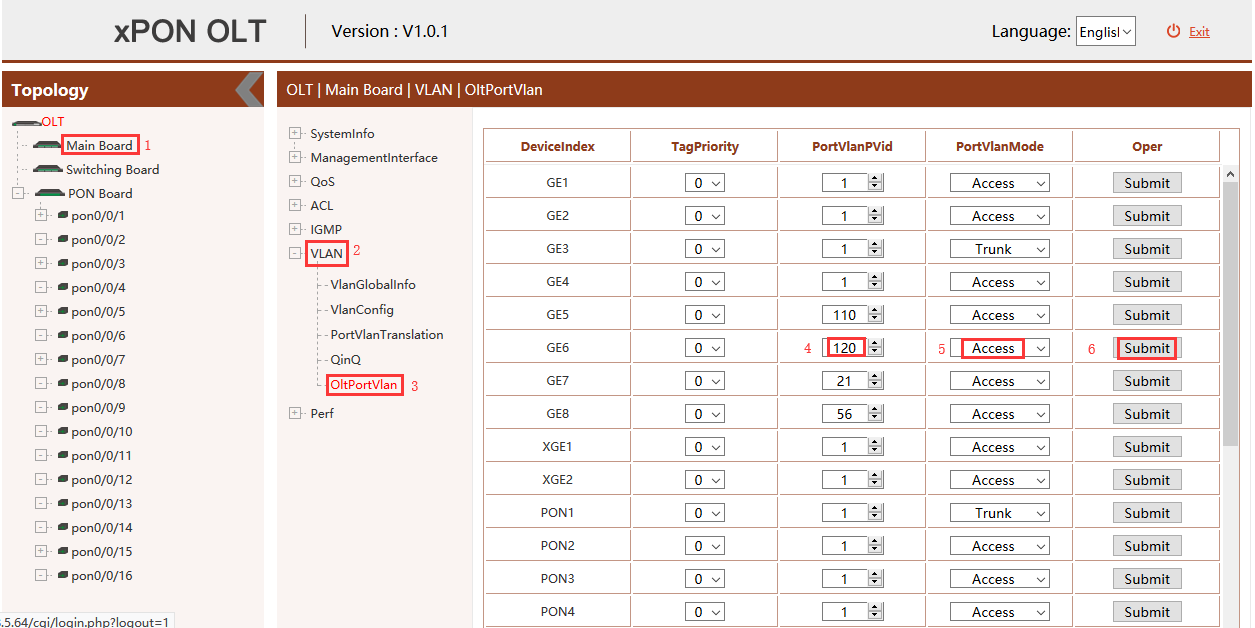 xPON OLT Version : V1.0.1 Language: English Exit
Topology
OLT
Main Board 1
Switching Board
PON Board
pon0/0/1
pon0/0/2
pon0/0/3
pon0/0/4
pon0/0/5
pon0/0/6
pon0/0/7
pon0/0/8
pon0/0/9
pon0/0/10
pon0/0/11
pon0/0/12
pon0/0/13
pon0/0/14
pon0/0/15
pon0/0/16
.5.64/cgi/login.php?logout=1
OLT | Main Board | VLAN | OltPortVlan
SystemInfo
ManagementInterface
QoS
ACL
IGMP
VLAN 2
VlanGlobalInfo
VlanConfig
PortVlanTranslation
QinQ
OltPortVlan 3
Perf
DeviceIndex TagPriority PortVlanPVid PortVlanMode Oper
GE1 0 1 Access Submit
GE2 0 1 Access Submit
GE3 0 1 Trunk Submit
GE4 0 1 Access Submit
GE5 0 110 Access Submit
GE6 0 4 120 5 Access 6 Submit
GE7 0 21 Access Submit
GE8 0 56 Access Submit
XGE1 0 1 Access Submit
XGE2 0 1 Access Submit
PON1 0 1 Trunk Submit
PON2 0 1 Access Submit
PON3 0 1 Access Submit
PON4 0 1 Access Submit